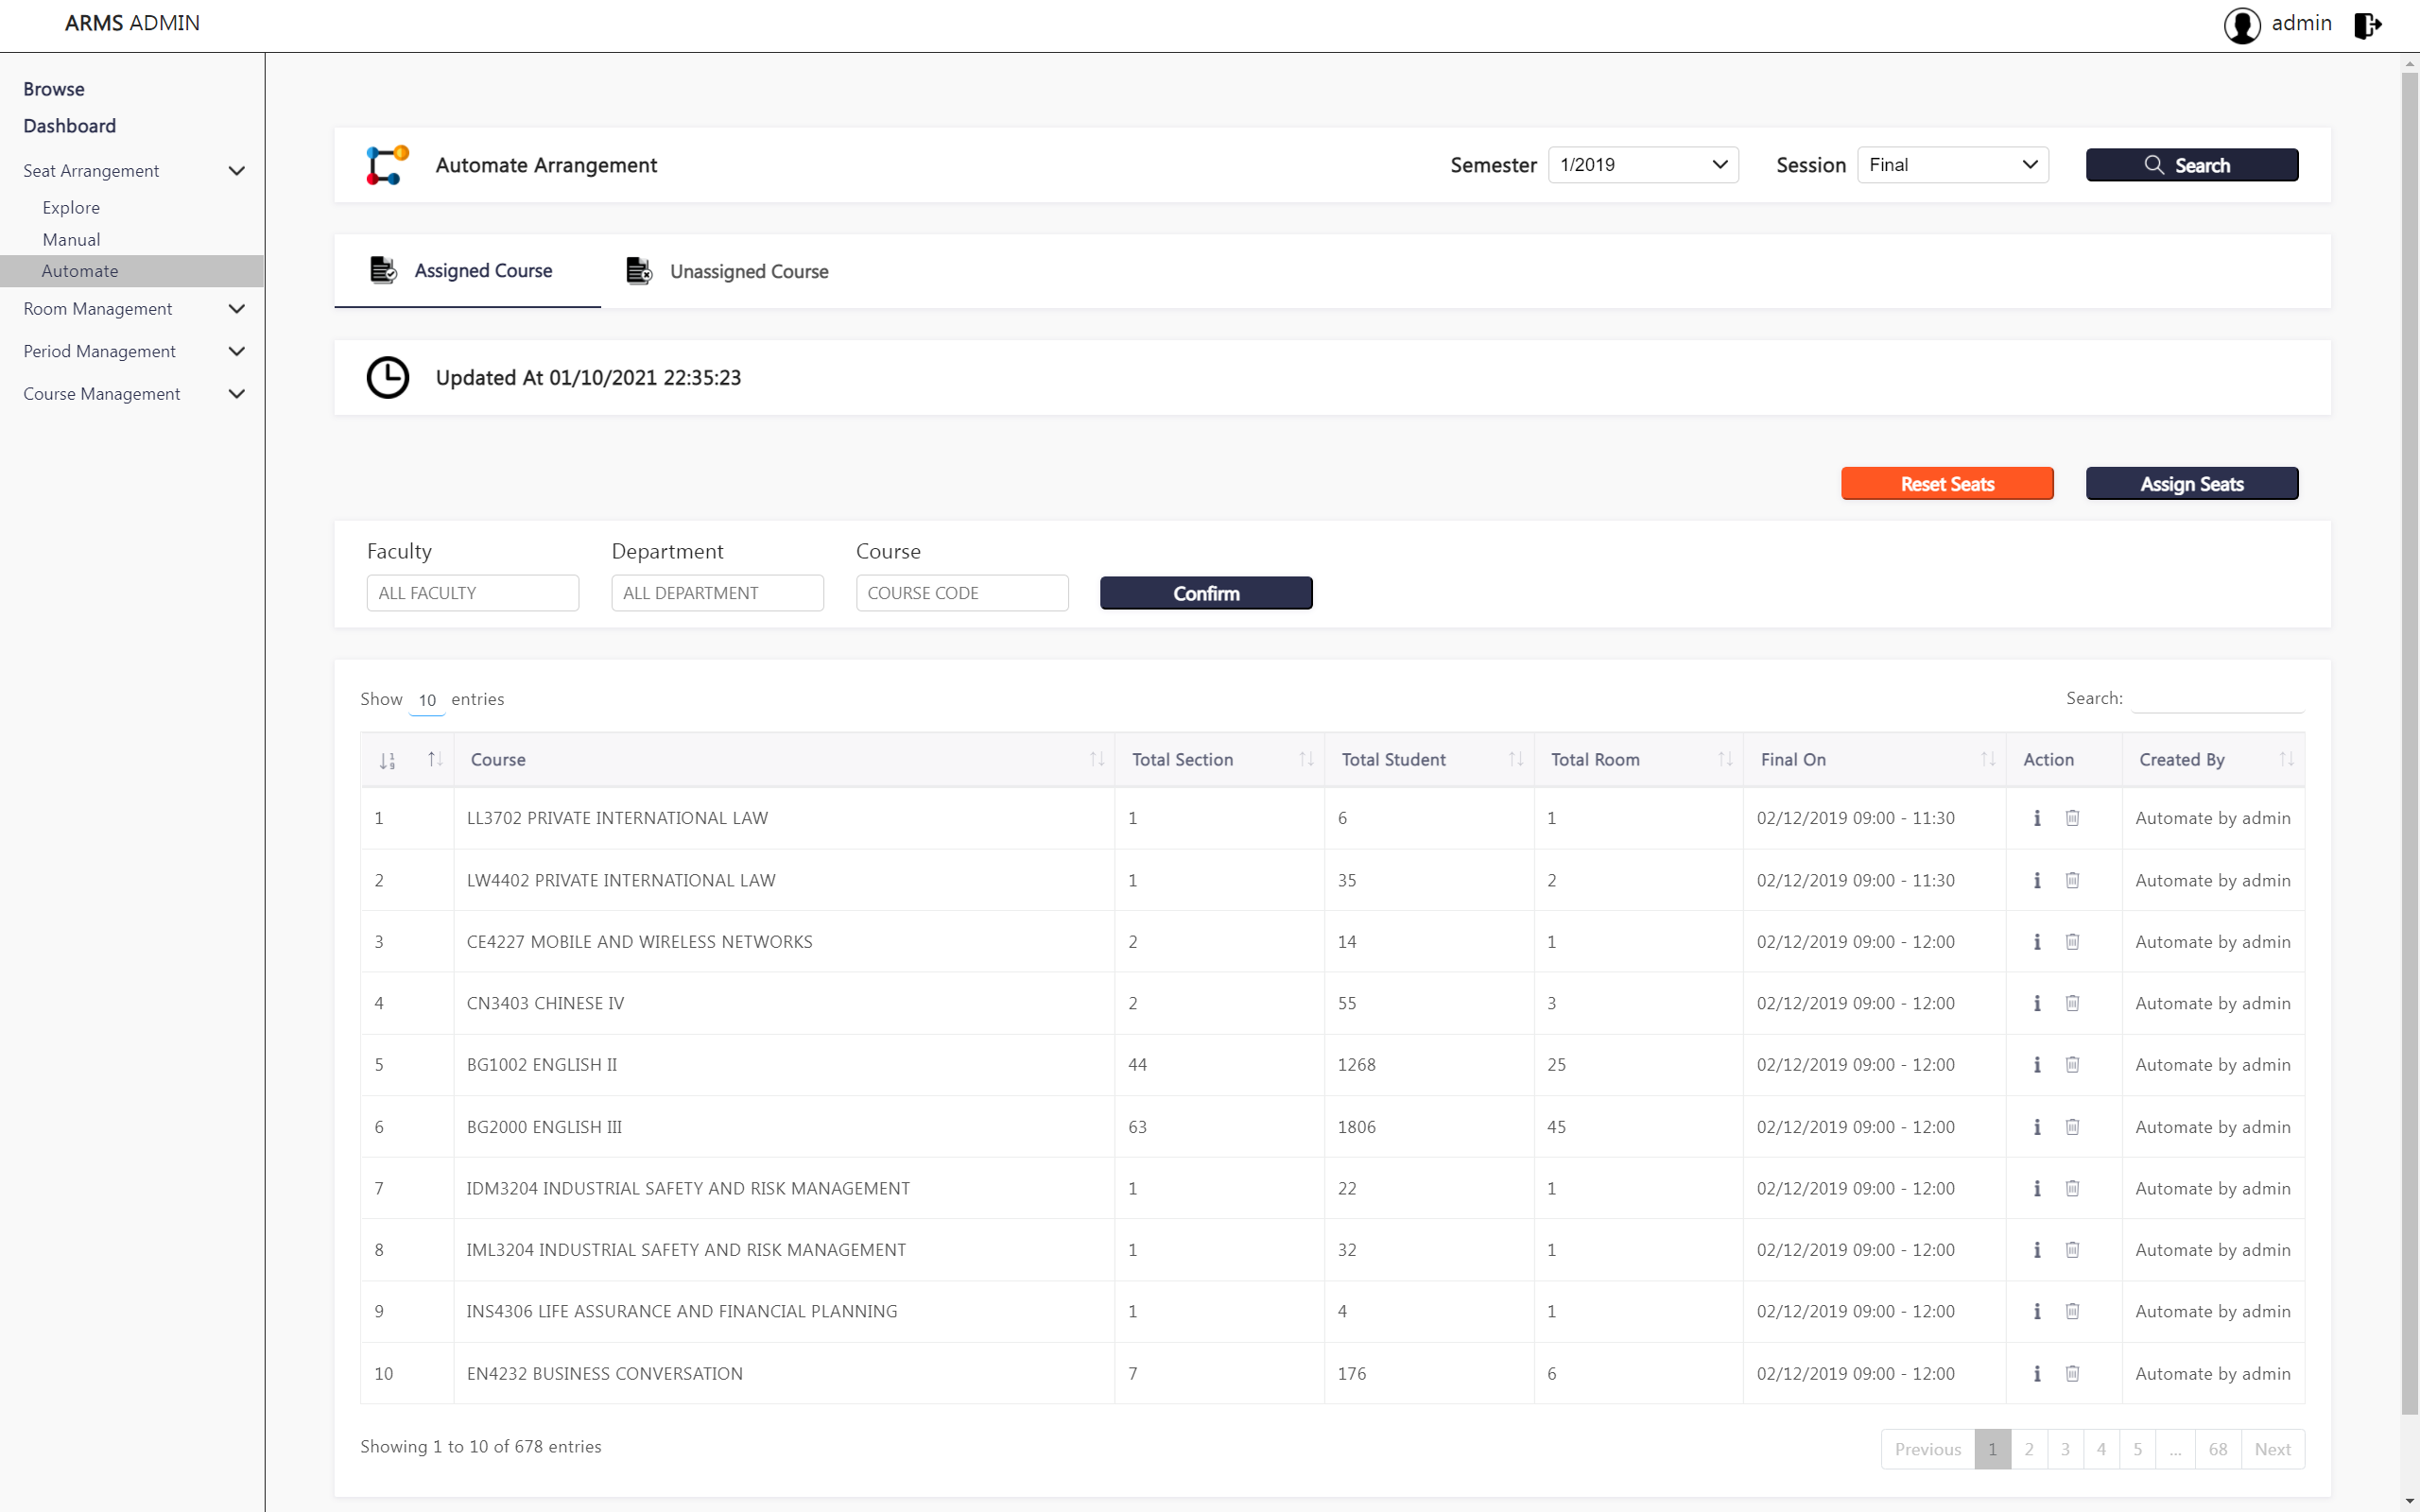 ARMS ADMIN
admin
Browse
Dashboard
Seat Arrangement
Explore
Manual
Automate
Room Management
Period Management
Course Management
Automate Arrangement
Semester 1/2019 Session Final Search
Assigned Course Unassigned Course
Updated At 01/10/2021 22:35:23
Reset Seats Assign Seats
Faculty Department Course
ALL FACULTY ALL DEPARTMENT COURSE CODE Confirm
Show 10 entries Search:
Course Total Section Total Student Total Room Final On Action Created By
1 LL3702 PRIVATE INTERNATIONAL LAW 1 6 1 02/12/2019 09:00 - 11:30 Automate by admin
2 LW4402 PRIVATE INTERNATIONAL LAW 1 35 2 02/12/2019 09:00 - 11:30 Automate by admin
3 CE4227 MOBILE AND WIRELESS NETWORKS 2 14 1 02/12/2019 09:00 - 12:00 Automate by admin
4 CN3403 CHINESE IV 2 55 3 02/12/2019 09:00 - 12:00 Automate by admin
5 BG1002 ENGLISH II 44 1268 25 02/12/2019 09:00 - 12:00 Automate by admin
6 BG2000 ENGLISH III 63 1806 45 02/12/2019 09:00 - 12:00 Automate by admin
7 IDM3204 INDUSTRIAL SAFETY AND RISK MANAGEMENT 1 22 1 02/12/2019 09:00 - 12:00 Automate by admin
8 IML3204 INDUSTRIAL SAFETY AND RISK MANAGEMENT 1 32 1 02/12/2019 09:00 - 12:00 Automate by admin
9 INS4306 LIFE ASSURANCE AND FINANCIAL PLANNING 1 4 1 02/12/2019 09:00 - 12:00 Automate by admin
10 EN4232 BUSINESS CONVERSATION 7 176 6 02/12/2019 09:00 - 12:00 Automate by admin
Showing 1 to 10 of 678 entries
Previous 1 2 3 4 5 ... 68 Next